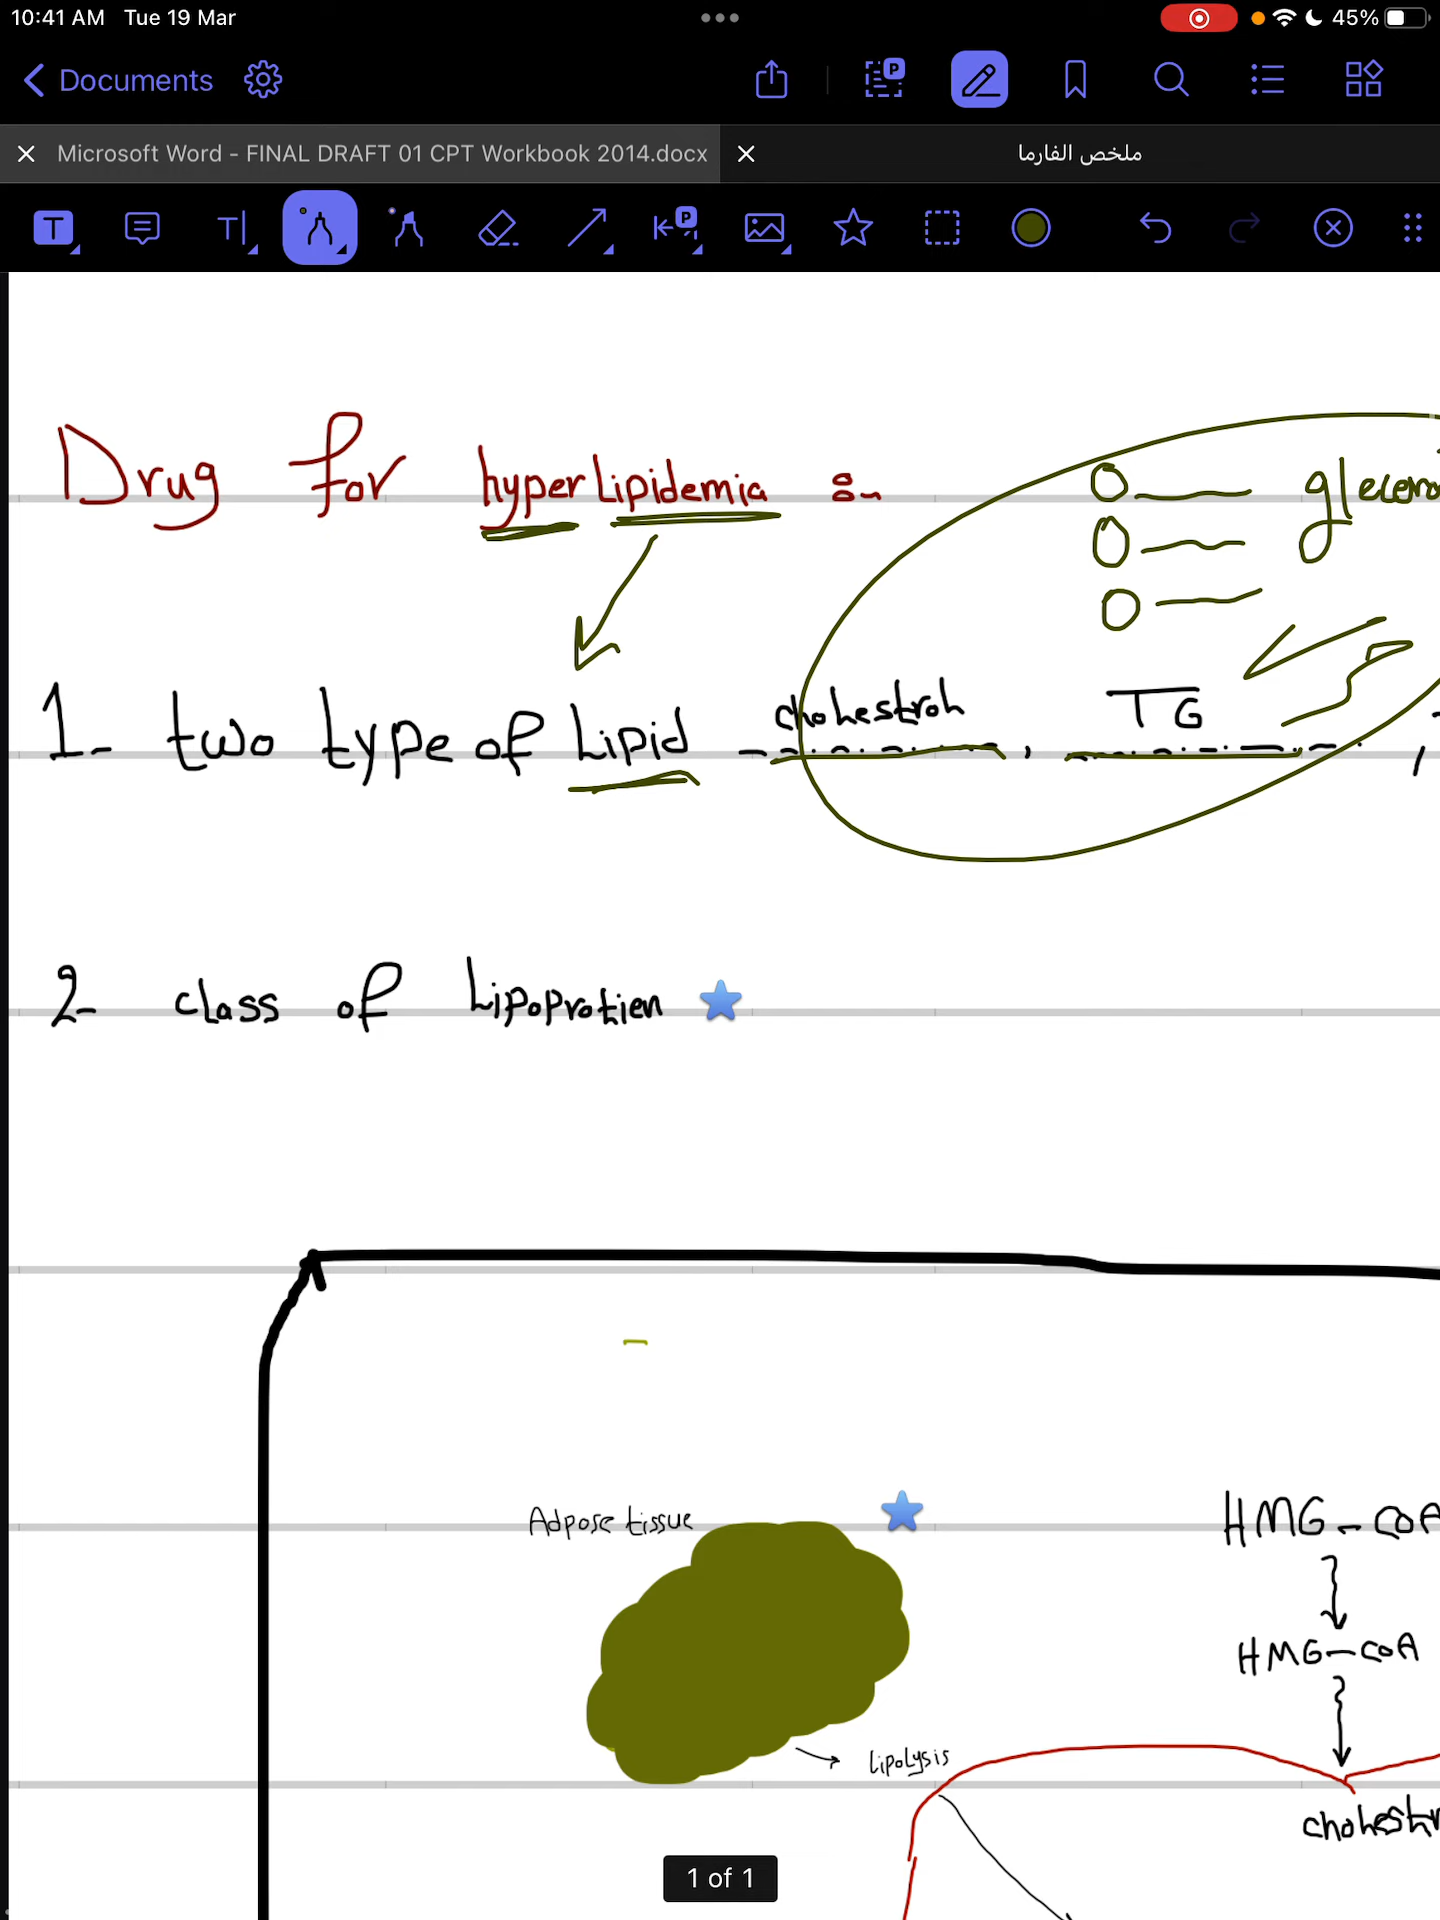 10:41 AM Tue 19 Mar
45%
Documents
P
Microsoft Word - FINAL DRAFT 01 CPT Workbook 2014.docx
ملخص الفارما
T T P
Drug for hyperlipidemia :-
1- two type of Lipid cholestroh , TG ,
2- class of Lipoprotien
Adpose tissue
HMG-CoA
HMG-CoA
lipolysis
1 of 1